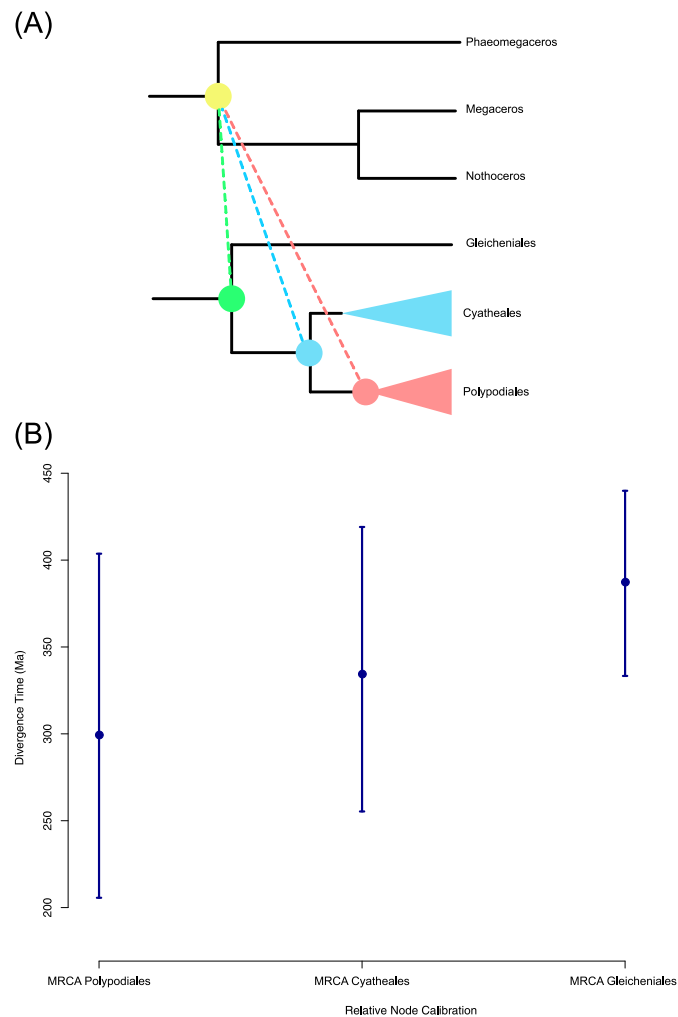 (A)
Phaeomegaceros
Megaceros
Nothoceros
Gleicheniales
Cyatheales
Polypodiales
(B)
450
400
350
300
250
200
Divergence Time (Ma)
MRCA Polypodiales
MRCA Cyatheales
MRCA Gleicheniales
Relative Node Calibration